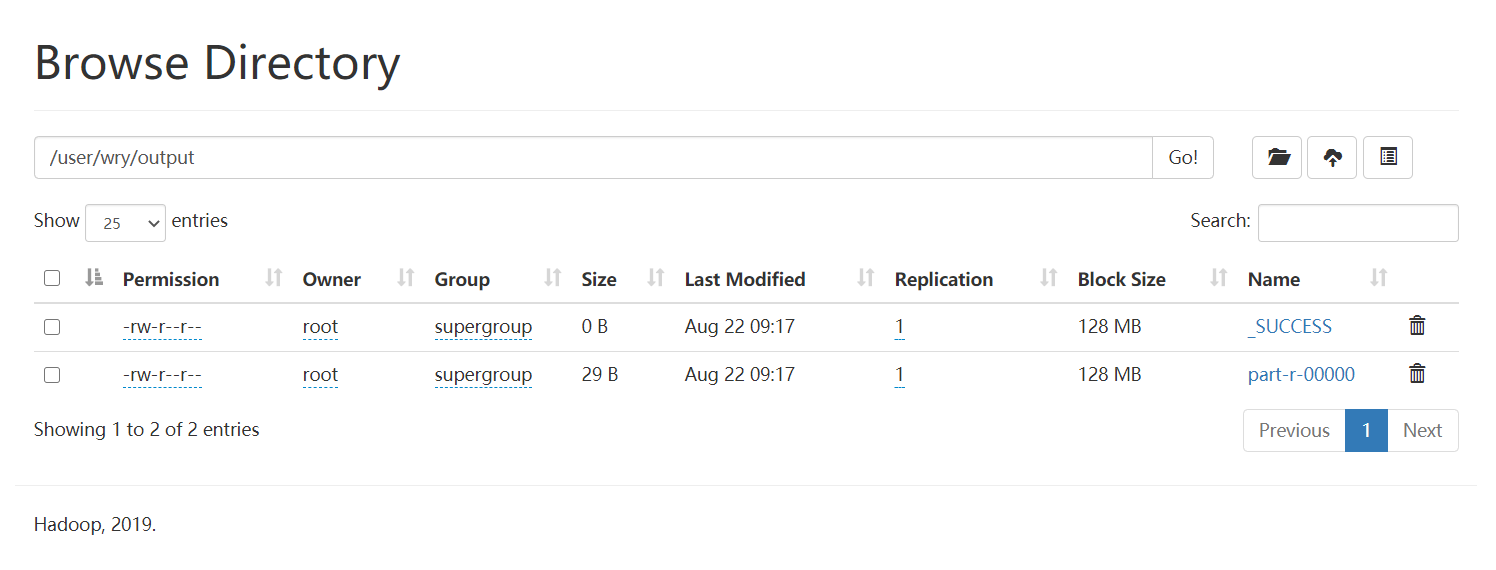 Browse Directory
/user/wry/output Go!
Show 25 entries Search:
Permission Owner Group Size Last Modified Replication Block Size Name
-rw-r--r-- root supergroup 0 B Aug 22 09:17 1 128 MB _SUCCESS
-rw-r--r-- root supergroup 29 B Aug 22 09:17 1 128 MB part-r-00000
Showing 1 to 2 of 2 entries Previous 1 Next
Hadoop, 2019.